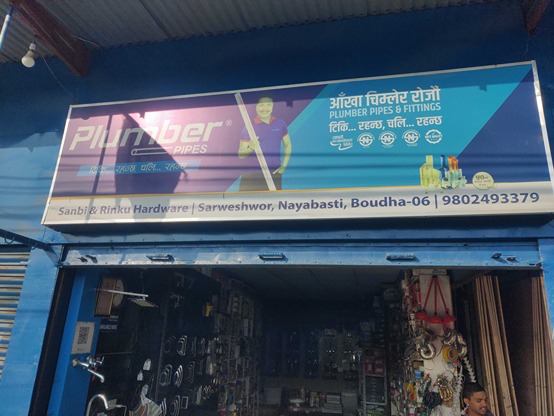 Plumber®
PIPES
टिकि... रहन्छ, चलि... रहन्छ
आँखा चिम्लेर रोजौं
PLUMBER PIPES & FITTINGS
टिकि... रहन्छ, चलि... रहन्छ
Sanbi & Rinku Hardware | Sarweshwor, Nayabasti, Boudha-06 | 9802493379